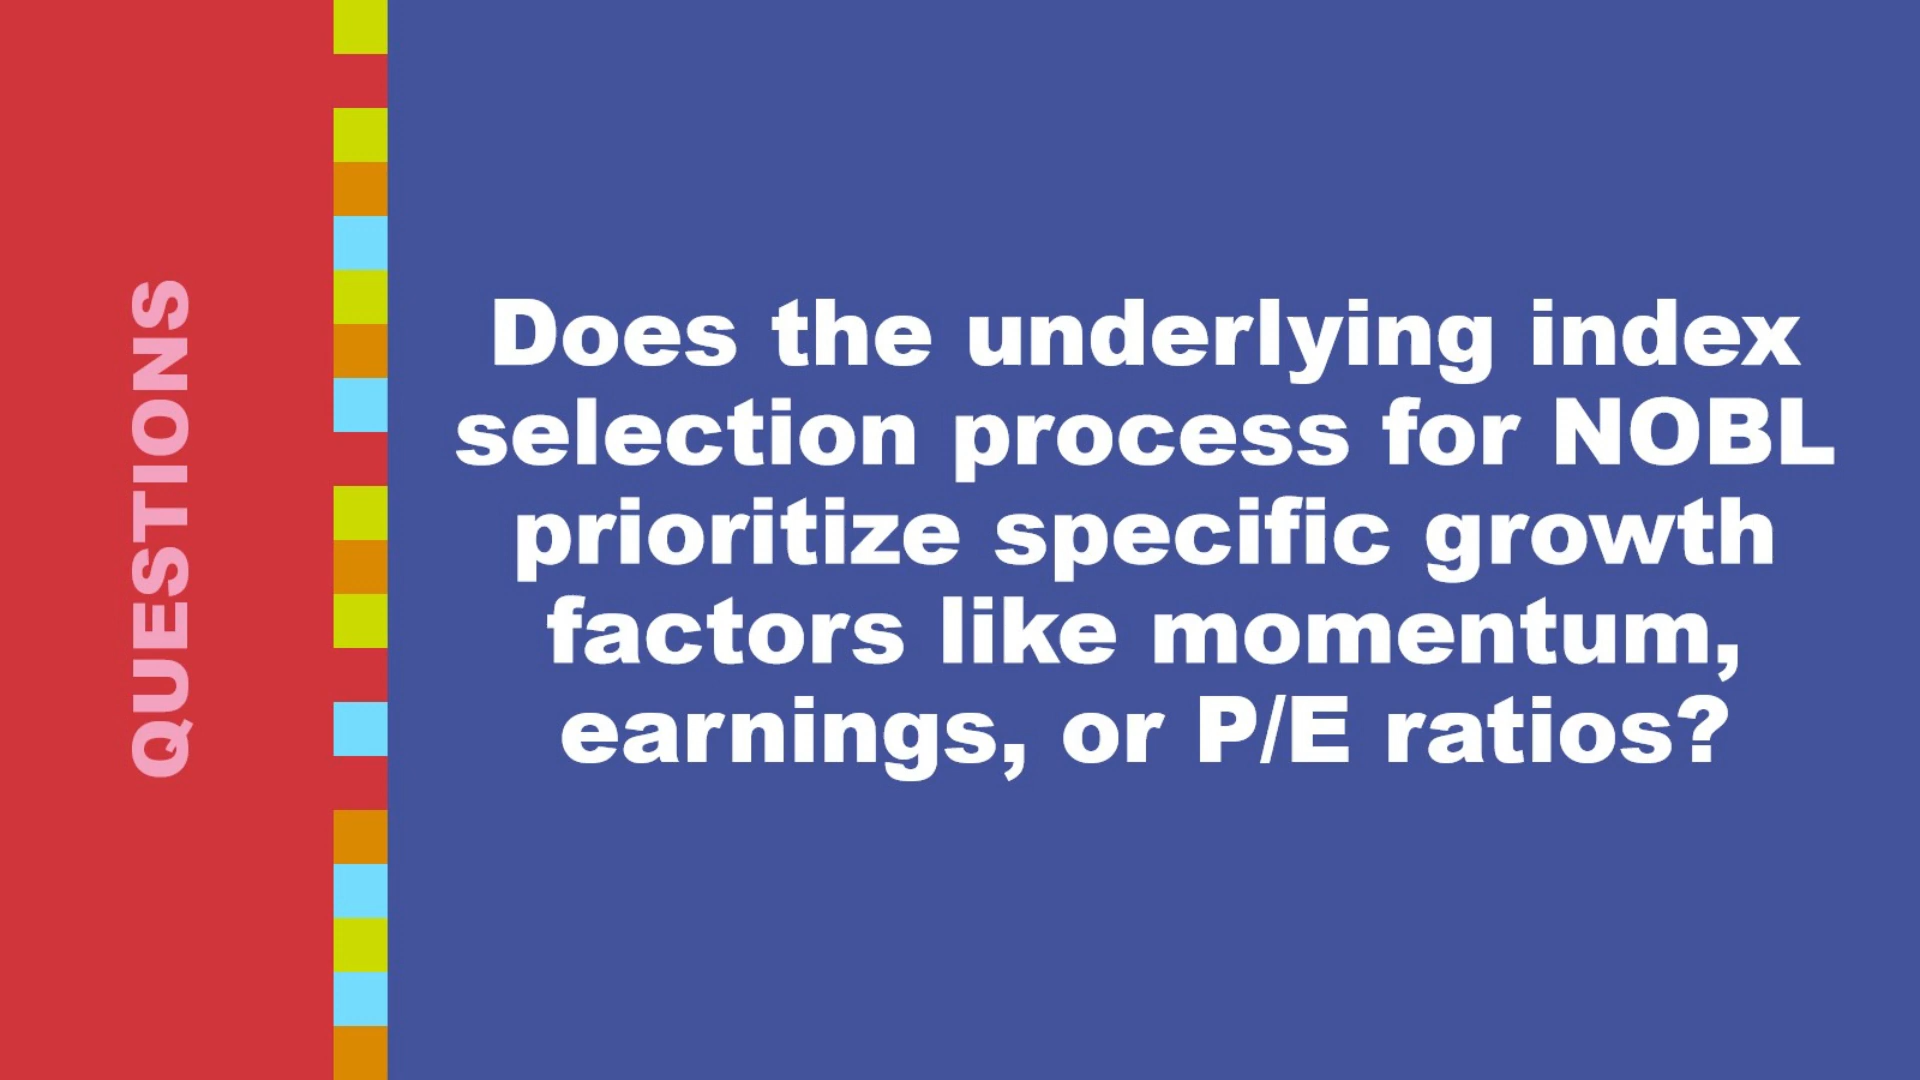 QUESTIONS
Does the underlying index
selection process for NOBL
prioritize specific growth
factors like momentum,
earnings, or P/E ratios?